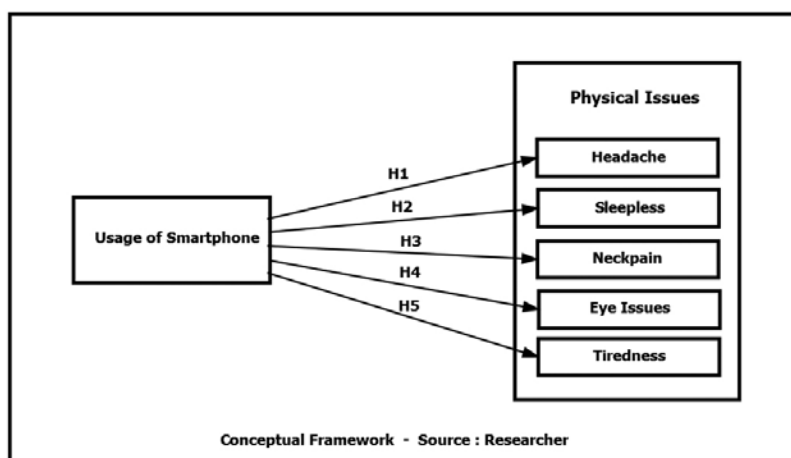 Physical Issues
Headache
H1
H2
Sleepless
Usage of Smartphone
H3
Neckpain
H4
Eye Issues
H5
Tiredness
Conceptual Framework - Source : Researcher